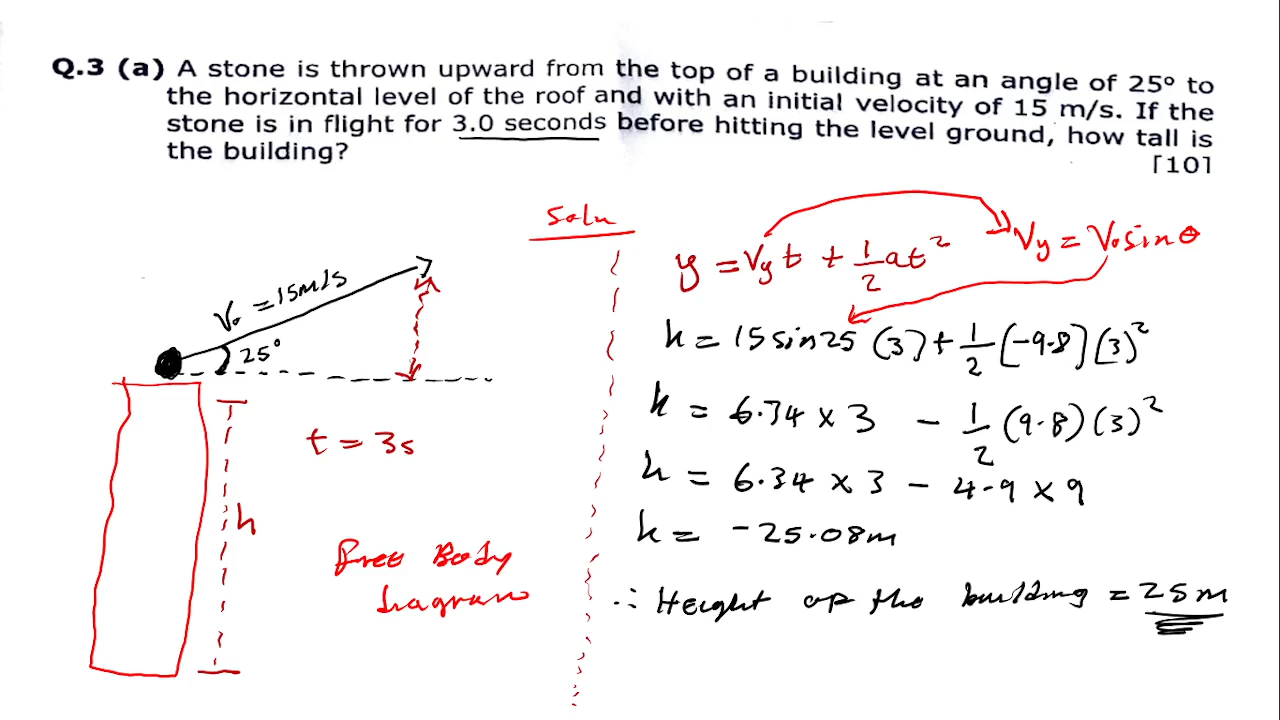 Q.3 (a) A stone is thrown upward from the top of a building at an angle of 25° to
the horizontal level of the roof and with an initial velocity of 15 m/s. If the
stone is in flight for 3.0 seconds before hitting the level ground, how tall is
the building? [10]
Soln
V₀ = 15m/s
25°
t = 3s
h
Free Body
Diagram
y = Vyt + 1/2 at²
Vy = V₀sinθ
h = 15sin25 (3) + 1/2 (-9.8) (3)²
h = 6.34 × 3 - 1/2 (9.8) (3)²
h = 6.34 × 3 - 4.9 × 9
h = -25.08m
∴ Height of the building = 25m